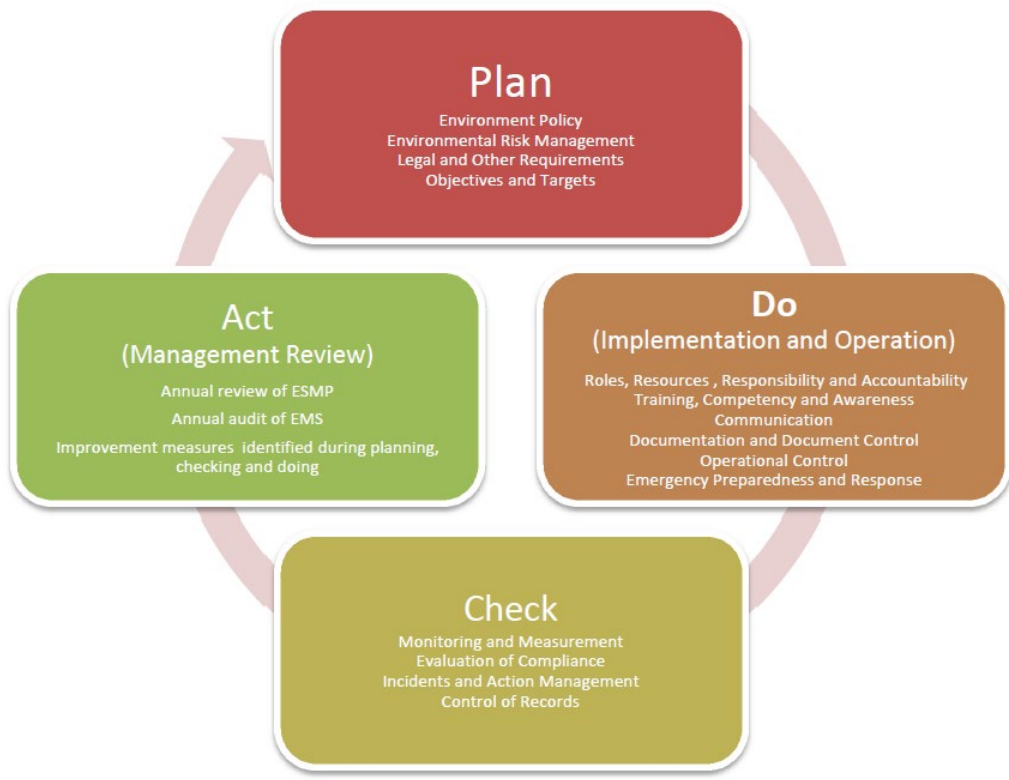 Plan
Environment Policy
Environmental Risk Management
Legal and Other Requirements
Objectives and Targets
Do
(Implementation and Operation)
Roles, Resources , Responsibility and Accountability
Training, Competency and Awareness
Communication
Documentation and Document Control
Operational Control
Emergency Preparedness and Response
Check
Monitoring and Measurement
Evaluation of Compliance
Incidents and Action Management
Control of Records
Act
(Management Review)
Annual review of ESMP
Annual audit of EMS
Improvement measures identified during planning,
checking and doing